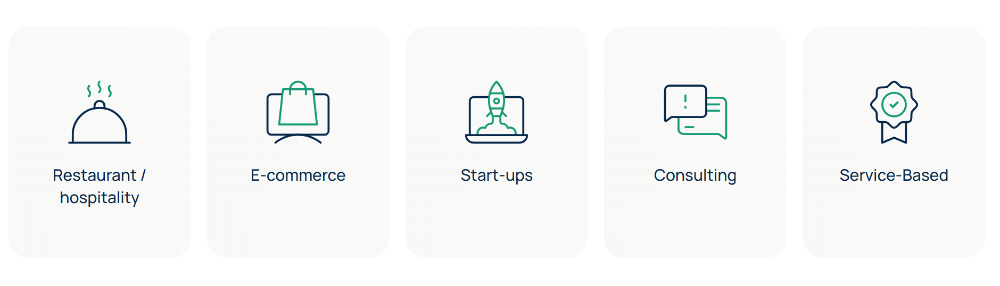 Restaurant /
hospitality
E-commerce
Start-ups
Consulting
Service-Based